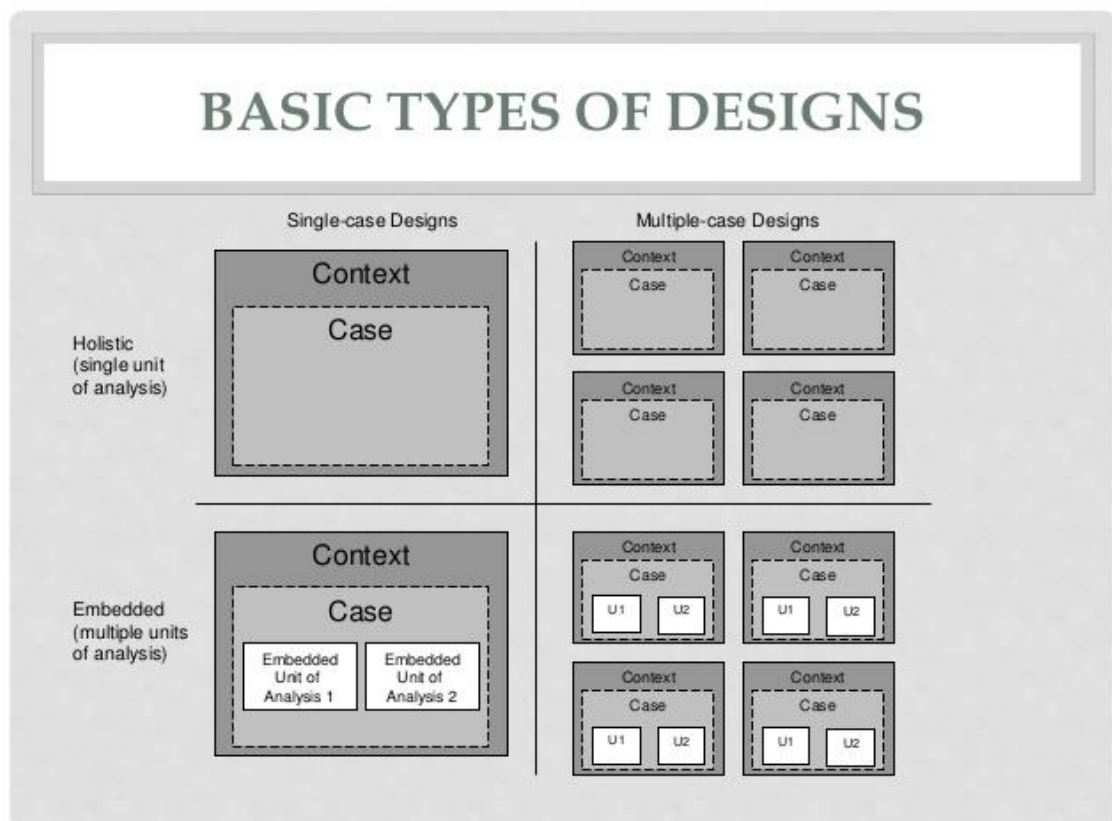 BASIC TYPES OF DESIGNS
Single-case Designs
Multiple-case Designs
Holistic
(single unit
of analysis)
Context
Case
Context
Case
Context
Case
Context
Case
Context
Case
Embedded
(multiple units
of analysis)
Context
Case
Embedded
Unit of
Analysis 1
Embedded
Unit of
Analysis 2
Context
Case
U1
U2
Context
Case
U1
U2
Context
Case
U1
U2
Context
Case
U1
U2